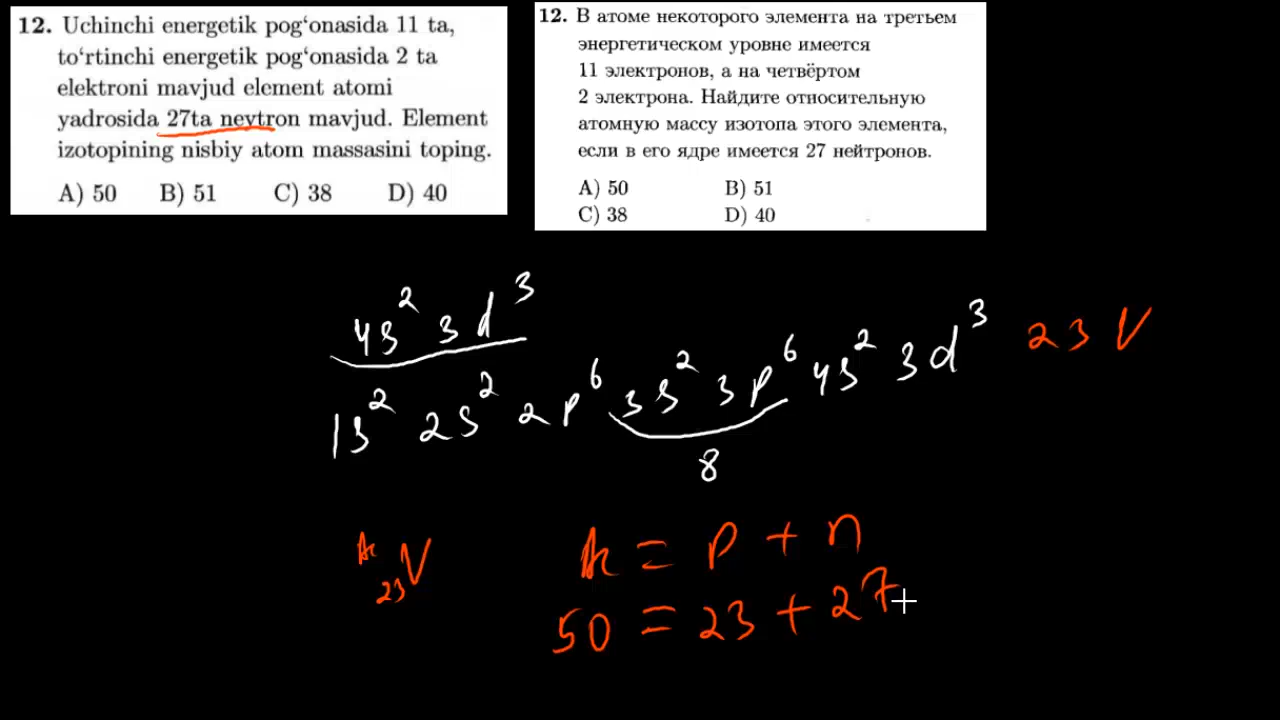 12. Uchinchi energetik pog‘onasida 11 ta,
to‘rtinchi energetik pog‘onasida 2 ta
elektroni mavjud element atomi
yadrosida 27ta neytron mavjud. Element
izotopining nisbiy atom massasini toping.
A) 50 B) 51 C) 38 D) 40
12. В атоме некоторого элемента на третьем
энергетическом уровне имеется
11 электронов, а на четвёртом
2 электрона. Найдите относительную
атомную массу изотопа этого элемента,
если в его ядре имеется 27 нейтронов.
A) 50 B) 51
C) 38 D) 40
4s² 3d³
1s² 2s² 2p⁶ 3s² 3p⁶ 4s² 3d³ 23 V
8
A 23 V
A = p + n
50 = 23 + 27